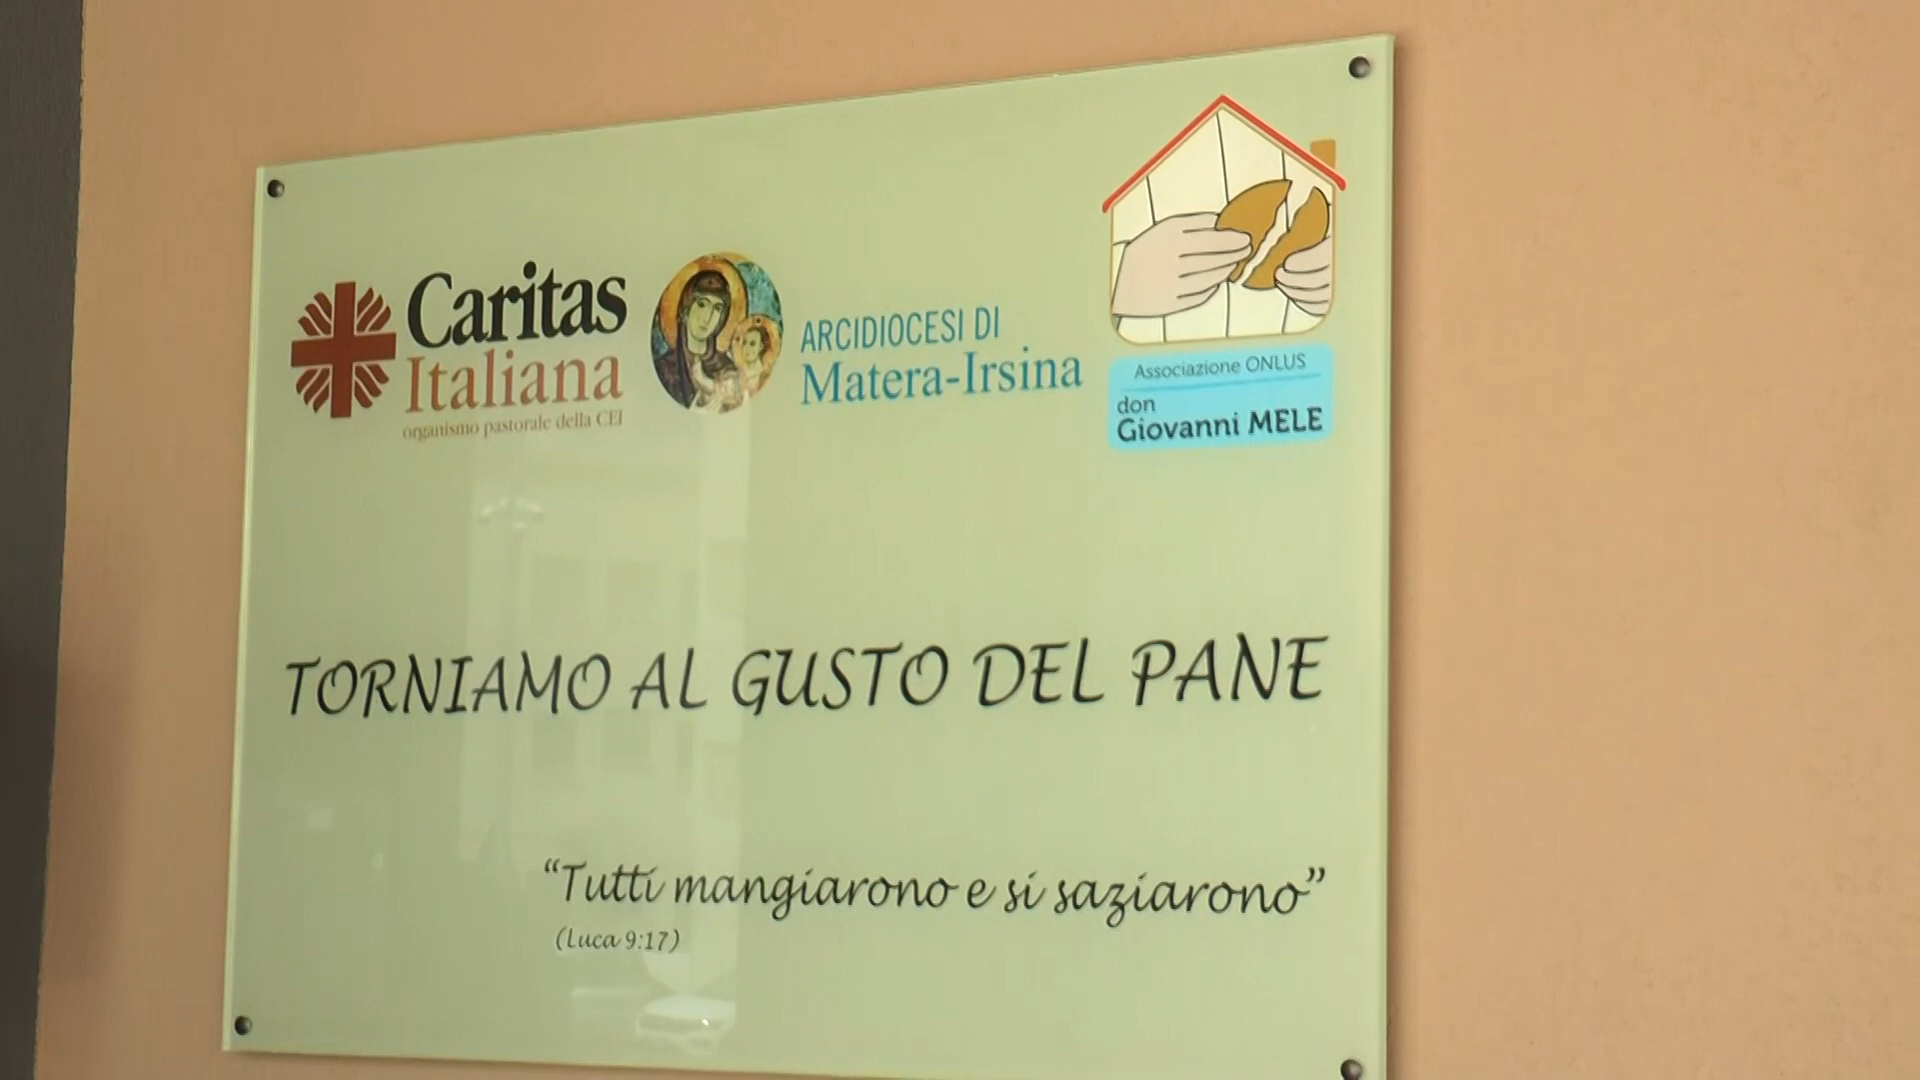 Caritas
Italiana
organismo pastorale della CEI
ARCIDIOCESI DI
Matera-Irsina
Associazione ONLUS
don
Giovanni MELE
TORNIAMO AL GUSTO DEL PANE
“Tutti mangiarono e si saziarono”
(Luca 9:17)